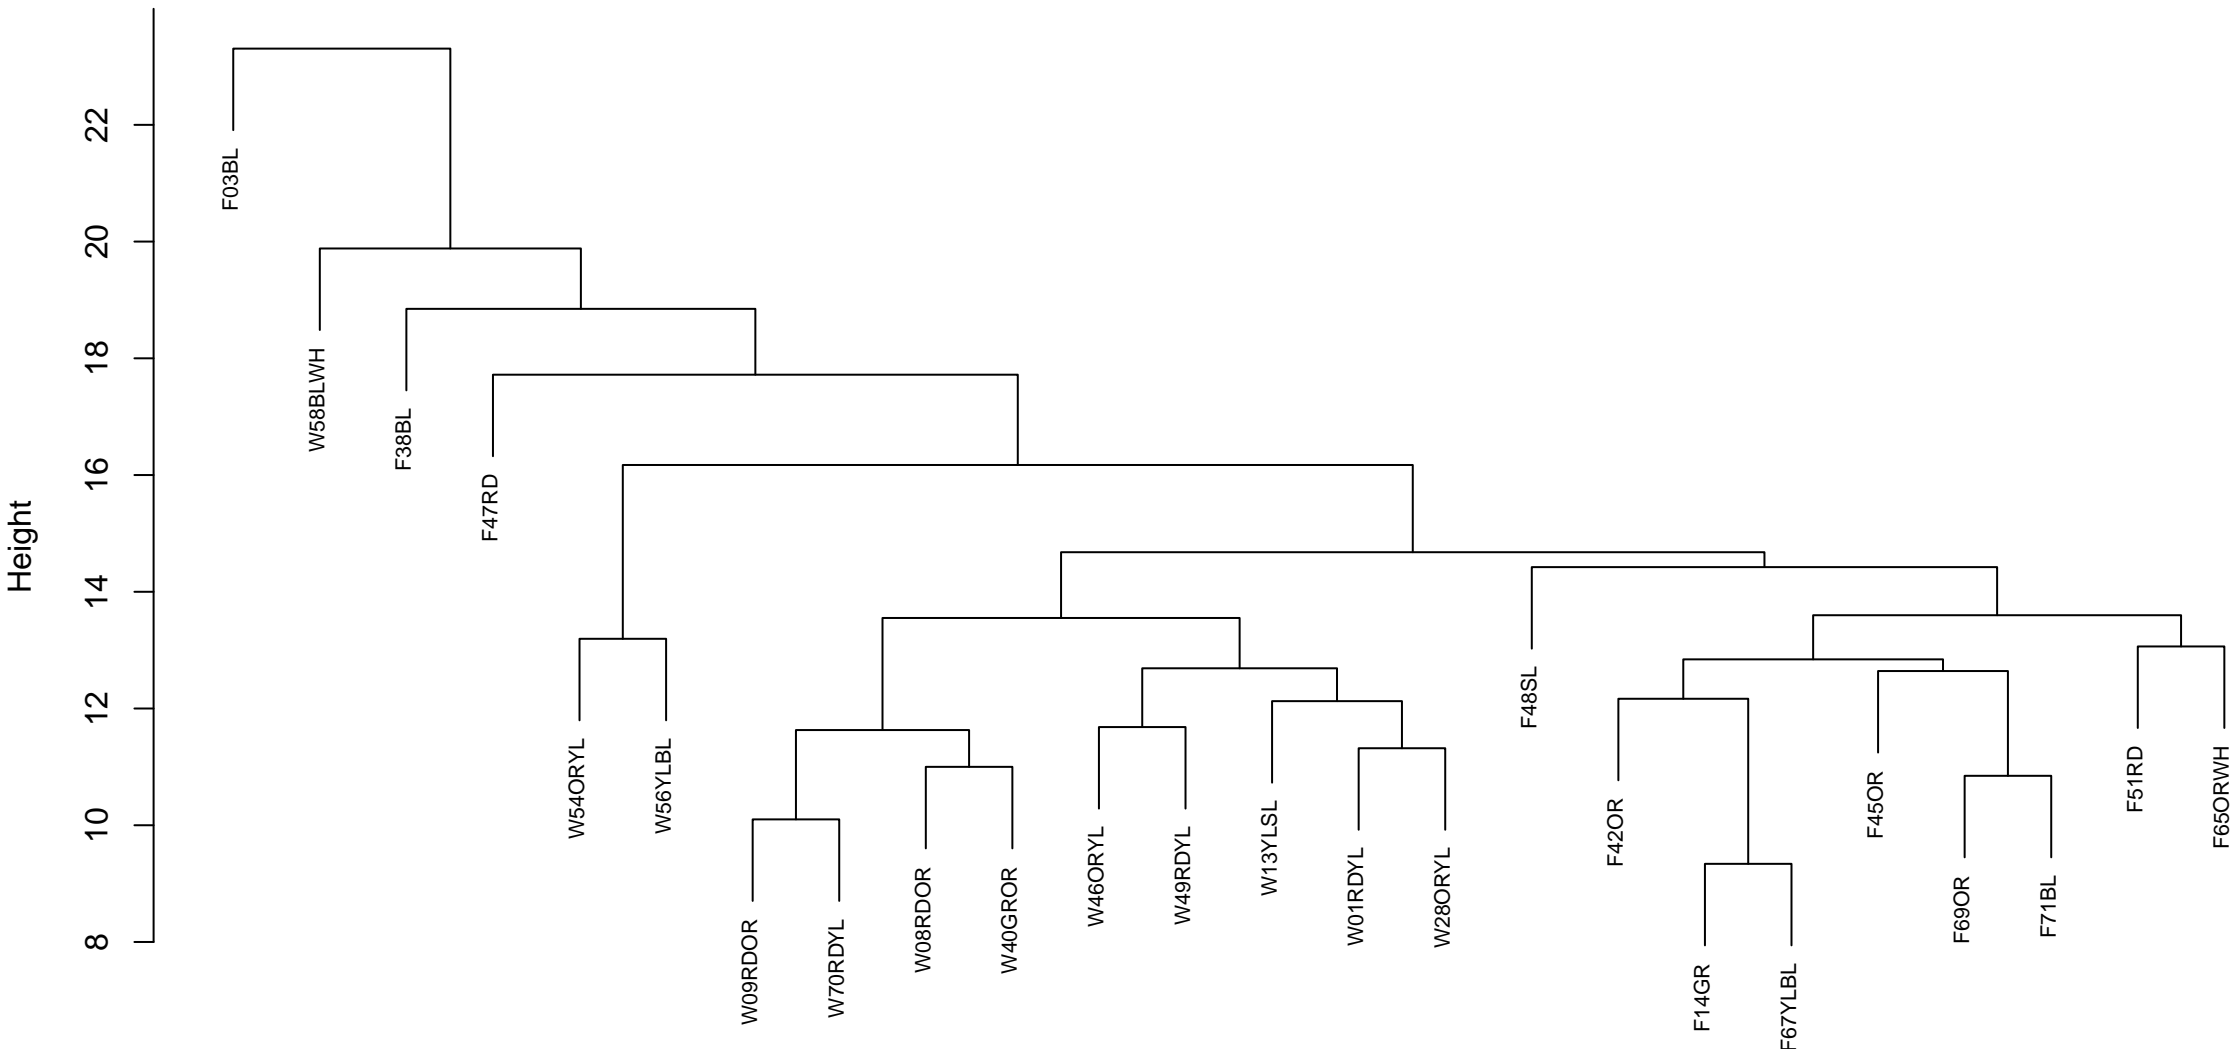 Height
22
20
18
16
14
12
10
8
F03BL
W58BLWH
F38BL
F47RD
W54ORYL
W56YLBL
W09RDOR
W70RDYL
W08RDOR
W40GROR
W46ORYL
W49RDYL
W13YLSL
W01RDYL
W28ORYL
F48SL
F42OR
F14GR
F67YLBL
F45OR
F69OR
F71BL
F51RD
F65ORWH